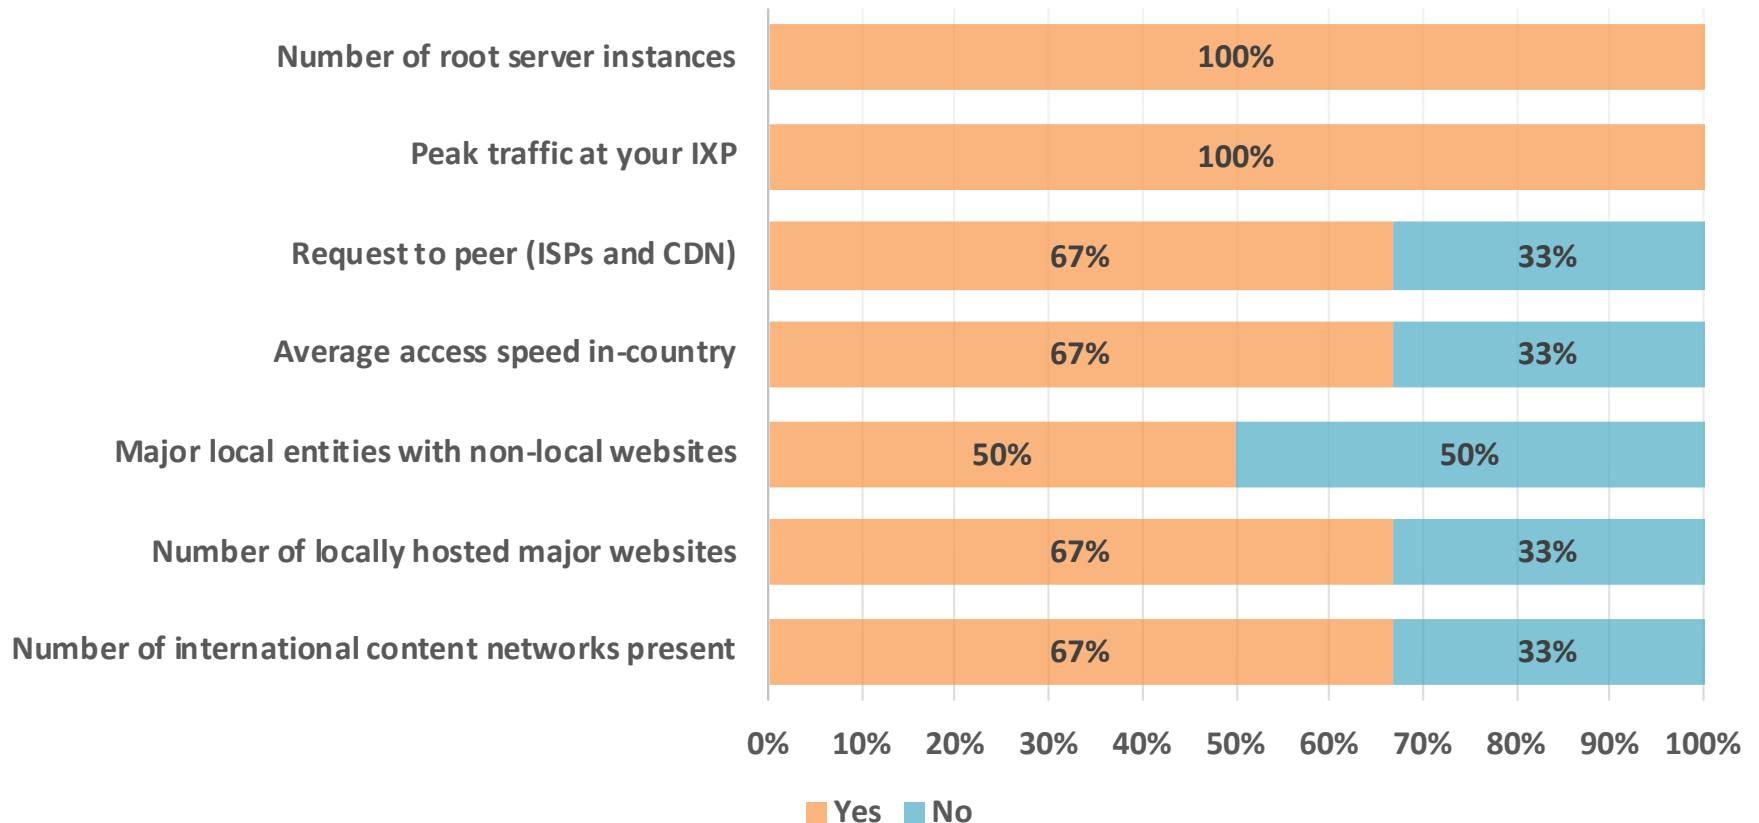 Number of root server instances
100%
Peak traffic at your IXP
100%
Request to peer (ISPs and CDN)
67%
33%
Average access speed in-country
67%
33%
Major local entities with non-local websites
50%
50%
Number of locally hosted major websites
67%
33%
Number of international content networks present
67%
33%
0% 10% 20% 30% 40% 50% 60% 70% 80% 90% 100%
Yes No